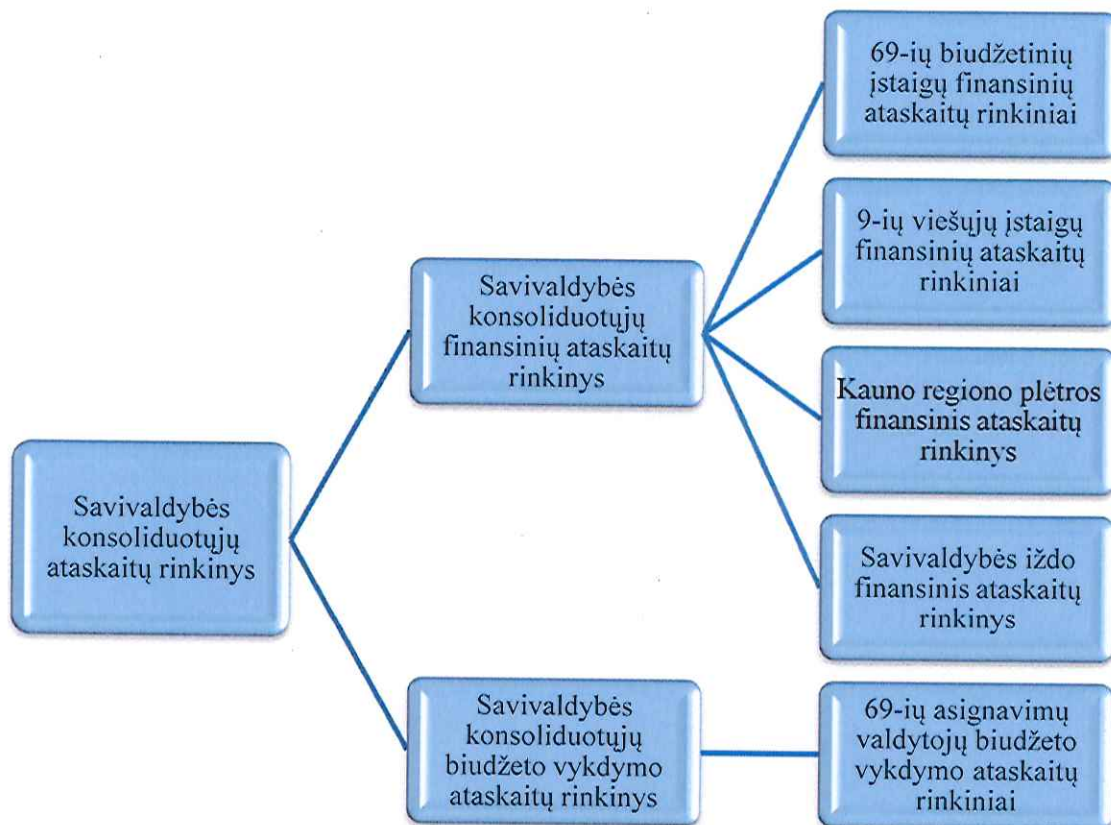 69-ių biudžetinių
įstaigų finansinių
ataskaitų rinkiniai
9-ių viešųjų įstaigų
finansinių ataskaitų
rinkiniai
Savivaldybės
konsoliduotųjų
finansinių ataskaitų
rinkinys
Kauno regiono plėtros
finansinis ataskaitų
rinkinys
Savivaldybės
konsoliduotųjų
ataskaitų rinkinys
Savivaldybės iždo
finansinis ataskaitų
rinkinys
Savivaldybės
konsoliduotųjų
biudžeto vykdymo
ataskaitų rinkinys
69-ių asignavimų
valdytojų biudžeto
vykdymo ataskaitų
rinkiniai